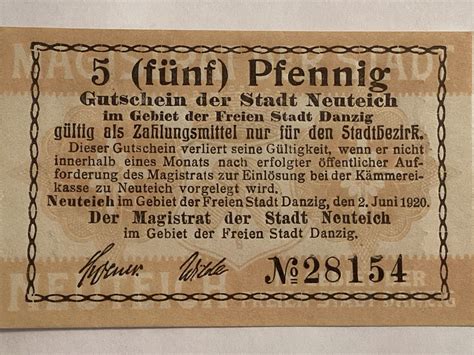 5 (fünf) Pfennig
Gutschein der Stadt Neuteich
im Gebiet der Freien Stadt Danzig
gültig als Zahlungsmittel nur für den Stadtbezirk.
Dieser Gutschein verliert seine Gültigkeit, wenn er nicht
innerhalb eines Monats nach erfolgter öffentlicher Auf-
forderung des Magistrats zur Einlösung bei der Kämmerei-
kasse zu Neuteich vorgelegt wird.
Neuteich im Gebiet der Freien Stadt Danzig, den 2. Juni 1920.
Der Magistrat der Stadt Neuteich
im Gebiet der Freien Stadt Danzig.
№ 28154